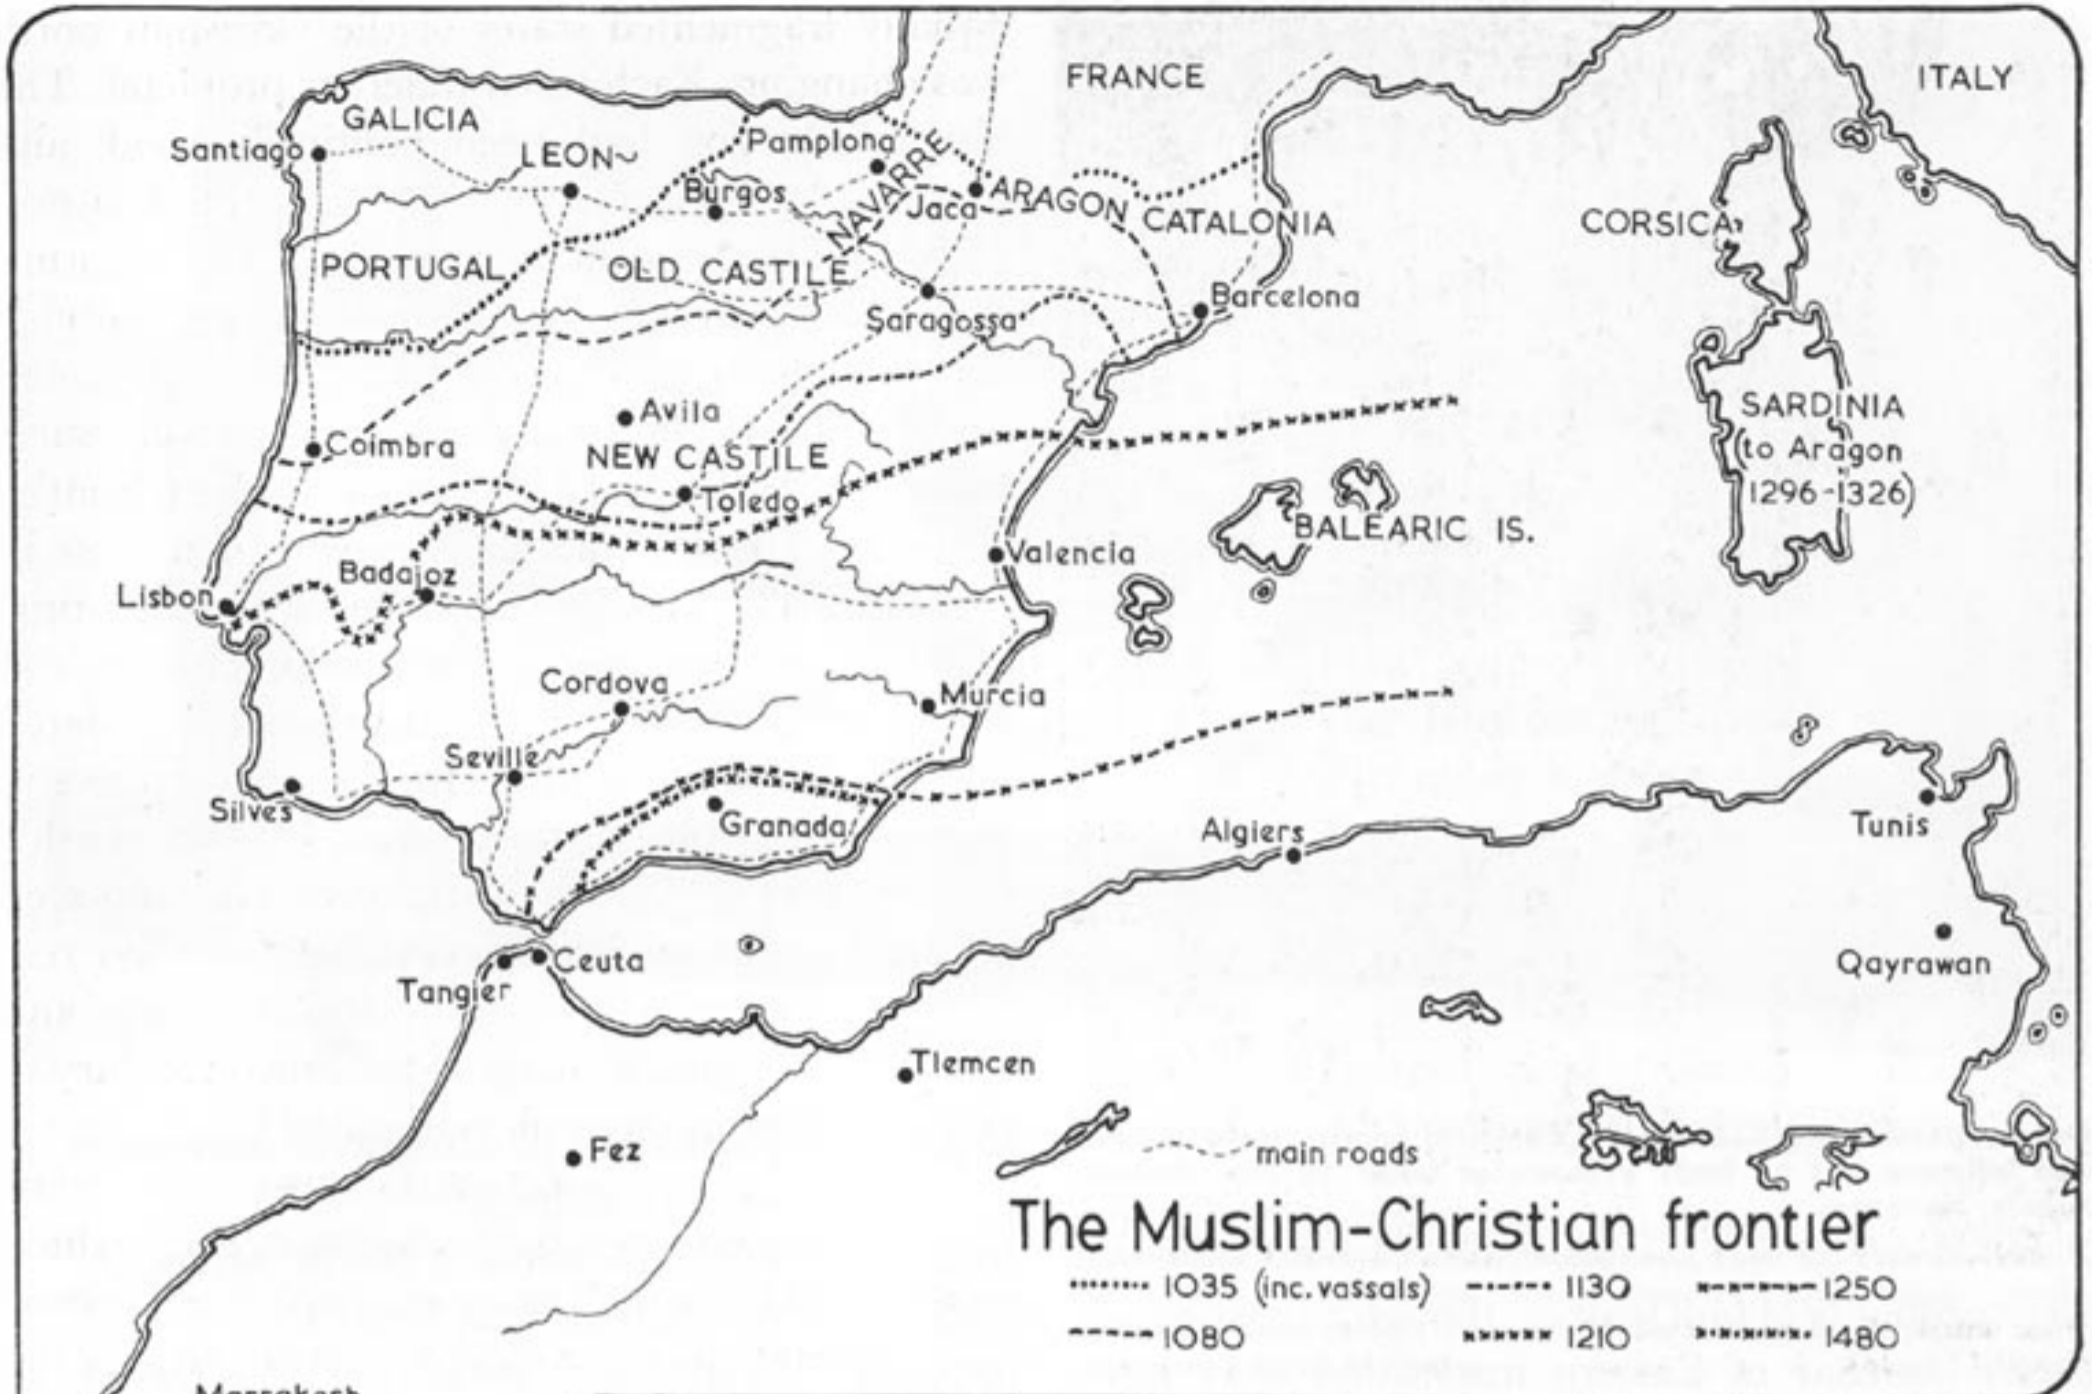 FRANCE
ITALY
GALICIA
Santiago
LEON
Pamplona
NAVARRE
Burgos
Jaca
ARAGON
CATALONIA
CORSICA
PORTUGAL
OLD CASTILE
Saragossa
Barcelona
Avila
SARDINIA
(to Aragon
1296-1326)
Coimbra
NEW CASTILE
Toledo
BALEARIC IS.
Valencia
Badajoz
Lisbon
Cordova
Murcia
Seville
Silves
Granada
Algiers
Tunis
Ceuta
Tangier
Qayrawan
Tlemcen
Fez
main roads
The Muslim-Christian frontier
1035 (inc. vassals)
1130
1250
1080
1210
1480
Marrakesh